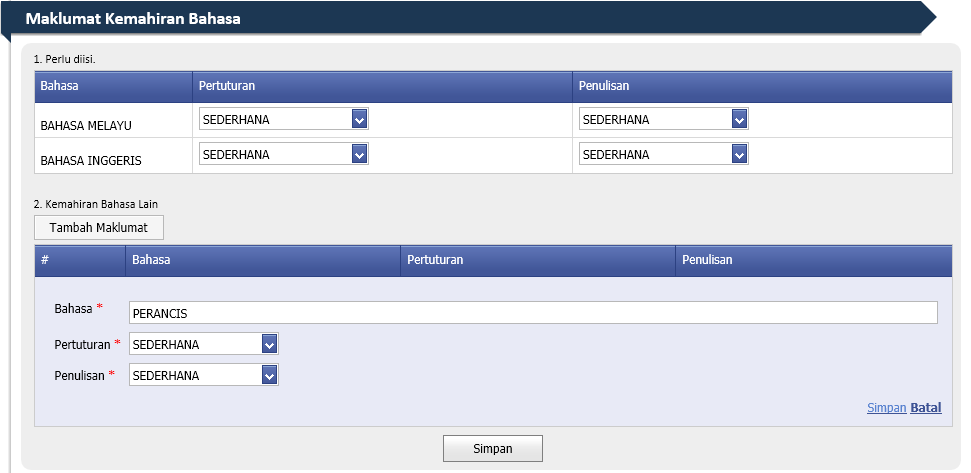 Maklumat Kemahiran Bahasa
1. Perlu diisi.
Bahasa Pertuturan Penulisan
BAHASA MELAYU SEDERHANA SEDERHANA
BAHASA INGGERIS SEDERHANA SEDERHANA
2. Kemahiran Bahasa Lain
Tambah Maklumat
# Bahasa Pertuturan Penulisan
Bahasa * PERANCIS
Pertuturan * SEDERHANA
Penulisan * SEDERHANA
Simpan Batal
Simpan